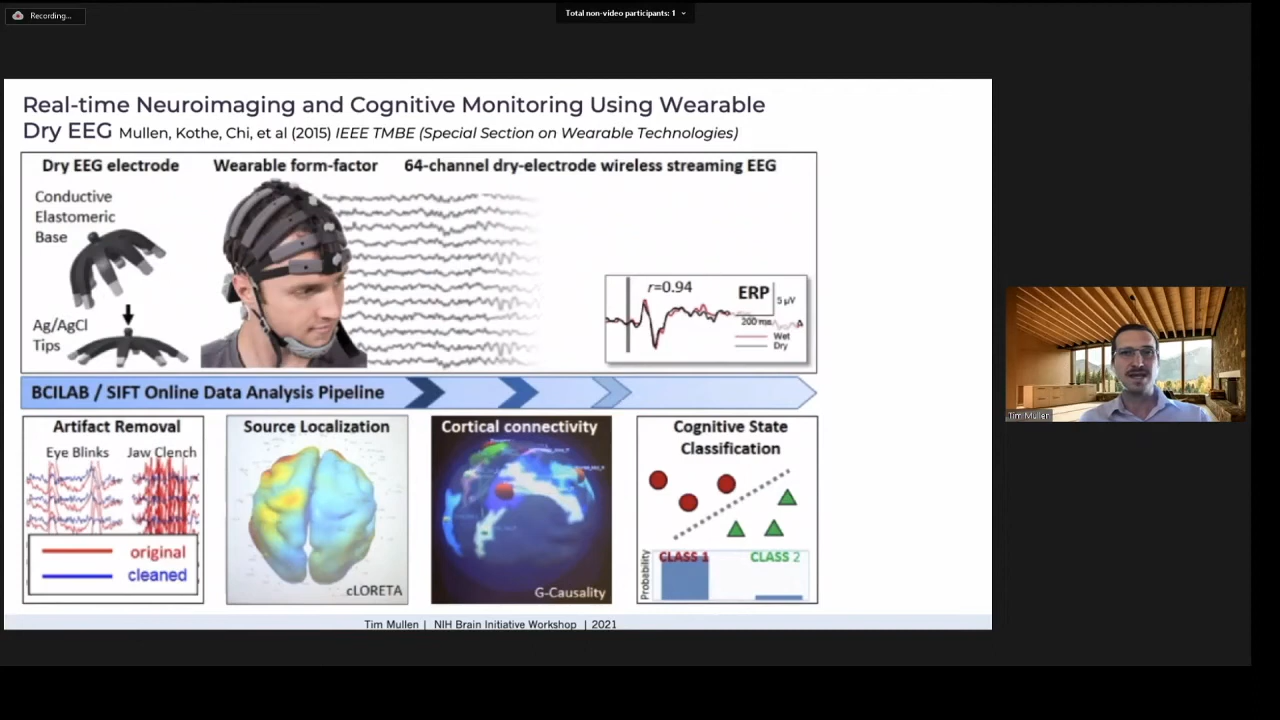 Recording...
Total non-video participants: 1
Real-time Neuroimaging and Cognitive Monitoring Using Wearable
Dry EEG Mullen, Kothe, Chi, et al (2015) IEEE TMBE (Special Section on Wearable Technologies)
Dry EEG electrode
Wearable form-factor
64-channel dry-electrode wireless streaming EEG
Conductive
Elastomeric
Base
Ag/AgCl
Tips
r=0.94
ERP
5 µV
200 ms
Wet
Dry
BCILAB / SIFT Online Data Analysis Pipeline
Artifact Removal
Eye Blinks
Jaw Clench
original
cleaned
Source Localization
cLORETA
Cortical connectivity
G-Causality
Cognitive State
Classification
Probability
CLASS 1
CLASS 2
Tim Mullen | NIH Brain Initiative Workshop | 2021
Tim Mullen